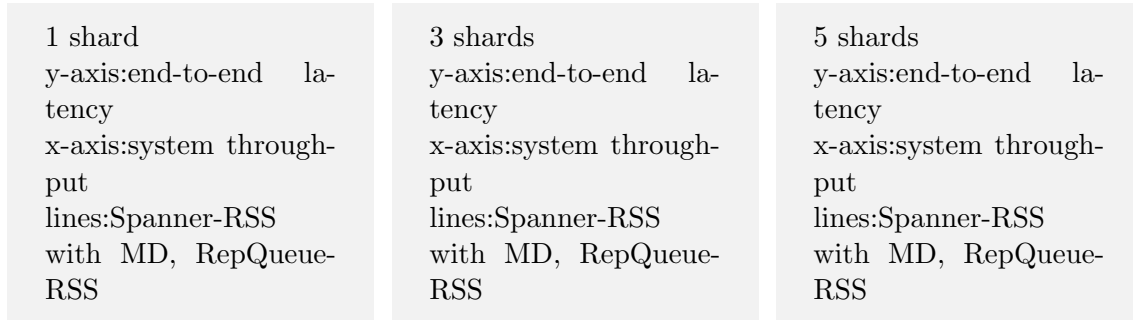 1 shard
y-axis:end-to-end la-
tency
x-axis:system through-
put
lines:Spanner-RSS
with MD, RepQueue-
RSS
3 shards
y-axis:end-to-end la-
tency
x-axis:system through-
put
lines:Spanner-RSS
with MD, RepQueue-
RSS
5 shards
y-axis:end-to-end la-
tency
x-axis:system through-
put
lines:Spanner-RSS
with MD, RepQueue-
RSS